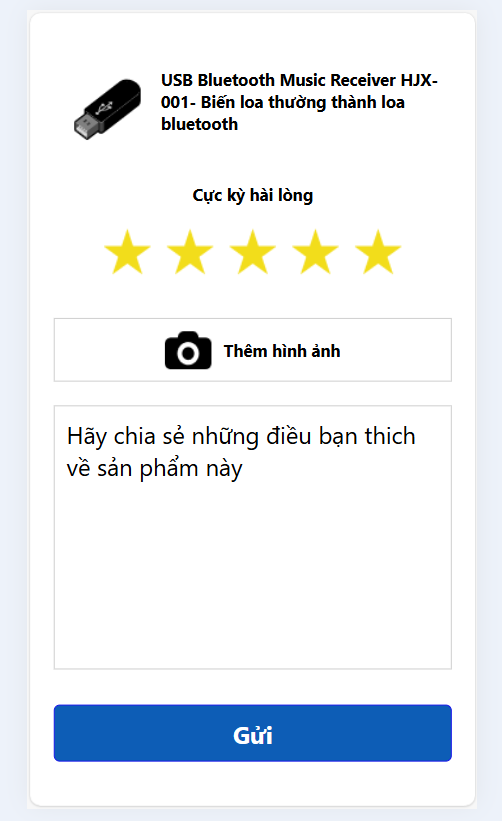 USB Bluetooth Music Receiver HJX-
001- Biến loa thường thành loa
bluetooth
Cực kỳ hài lòng
Thêm hình ảnh
Hãy chia sẻ những điều bạn thich
về sản phẩm này
Gửi